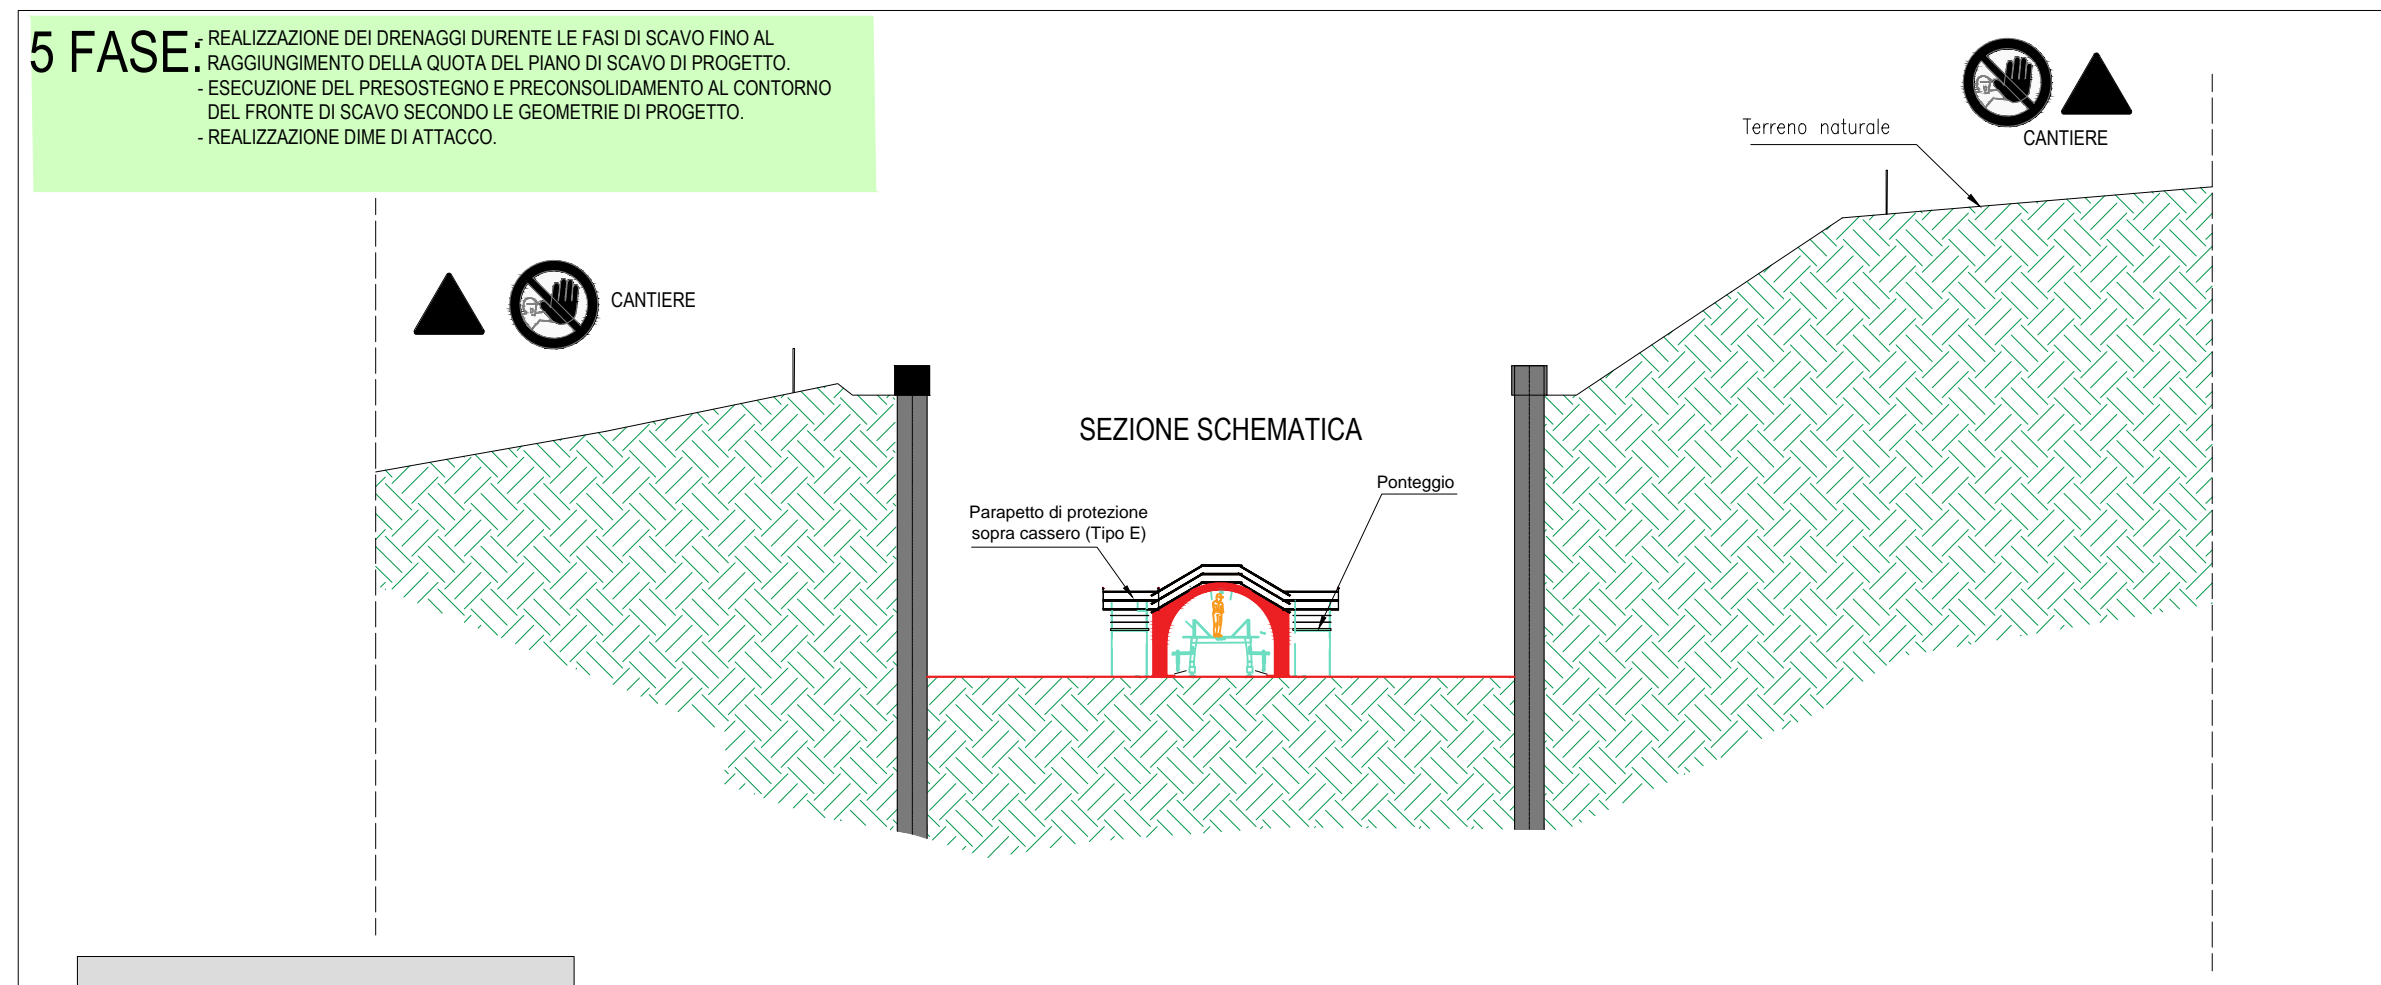 5 FASE:
- REALIZZAZIONE DEI DRENAGGI DURENTE LE FASI DI SCAVO FINO AL
RAGGIUNGIMENTO DELLA QUOTA DEL PIANO DI SCAVO DI PROGETTO.
- ESECUZIONE DEL PRESOSTEGNO E PRECONSOLIDAMENTO AL CONTORNO
DEL FRONTE DI SCAVO SECONDO LE GEOMETRIE DI PROGETTO.
- REALIZZAZIONE DIME DI ATTACCO.
Terreno naturale
CANTIERE
CANTIERE
SEZIONE SCHEMATICA
Ponteggio
Parapetto di protezione
sopra cassero (Tipo E)